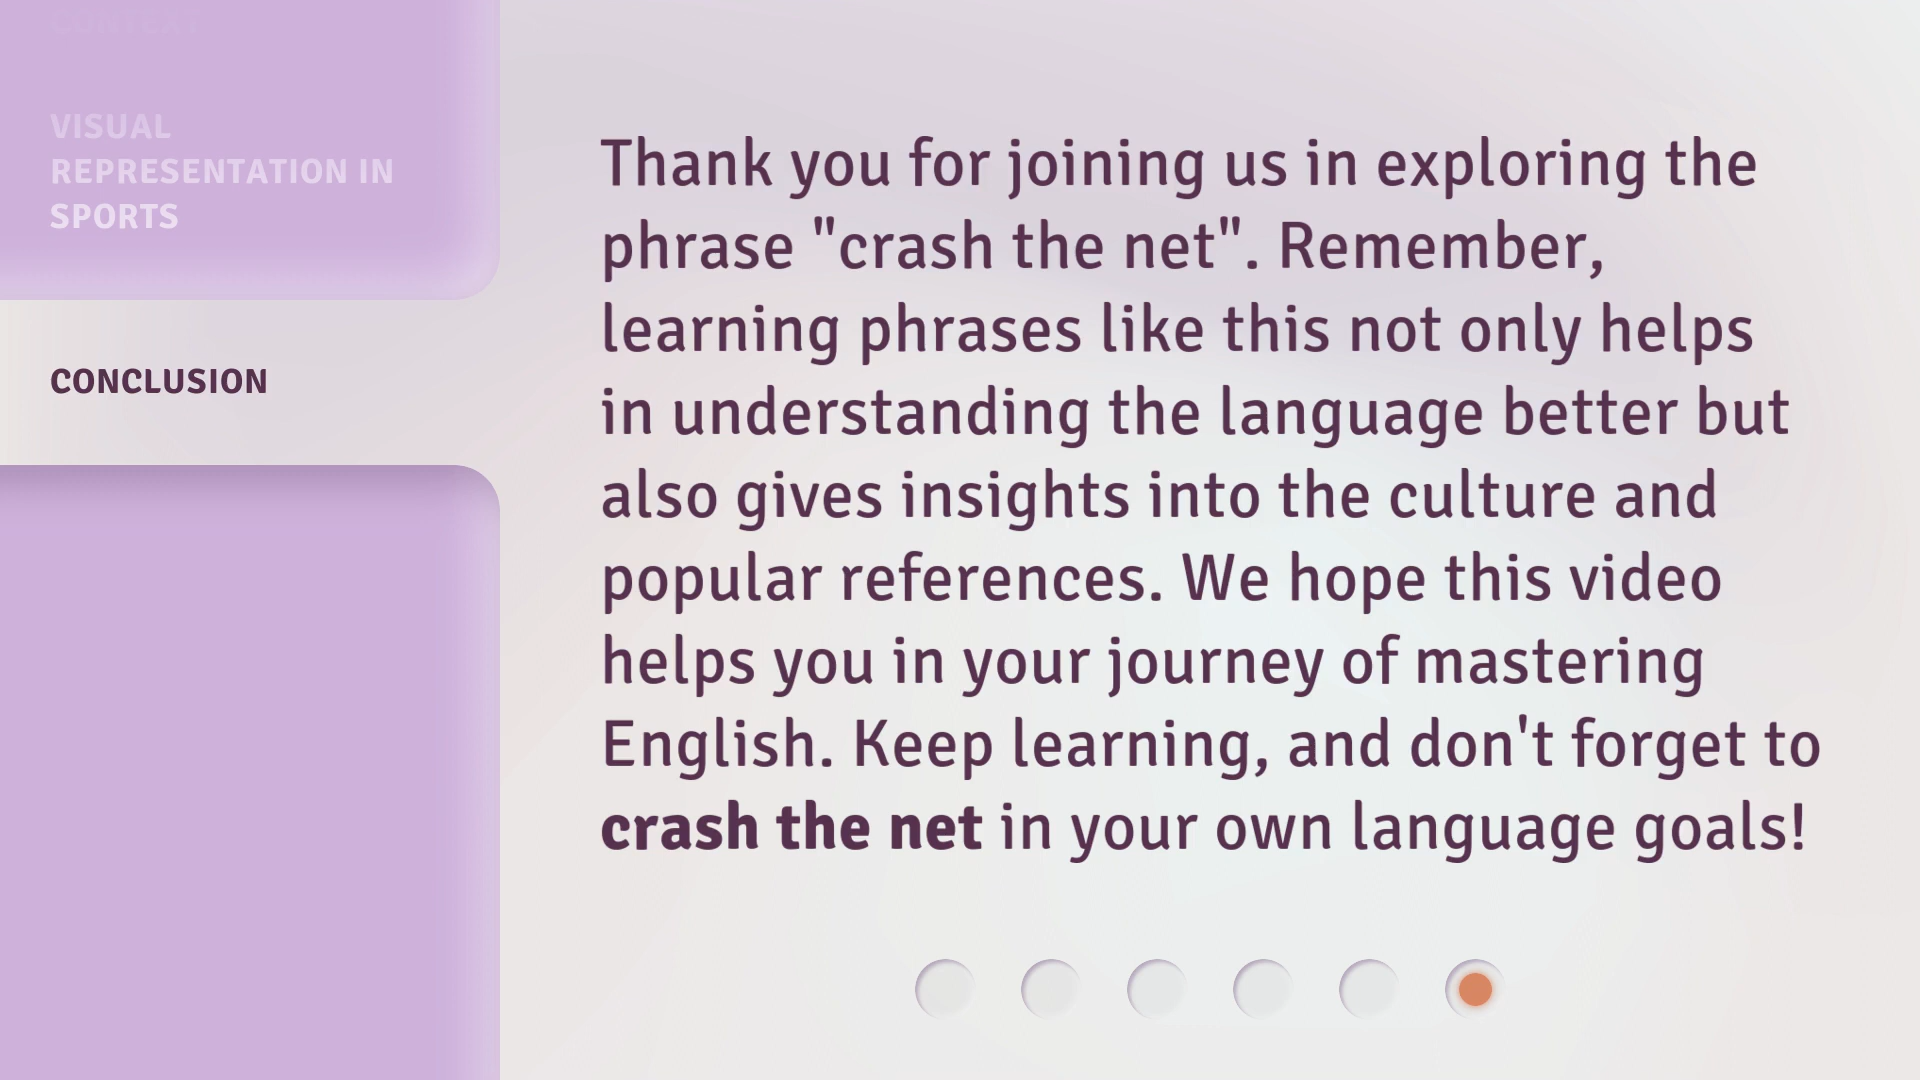 CONTEXT
VISUAL
REPRESENTATION IN
SPORTS
CONCLUSION
Thank you for joining us in exploring the
phrase "crash the net". Remember,
learning phrases like this not only helps
in understanding the language better but
also gives insights into the culture and
popular references. We hope this video
helps you in your journey of mastering
English. Keep learning, and don't forget to
crash the net in your own language goals!